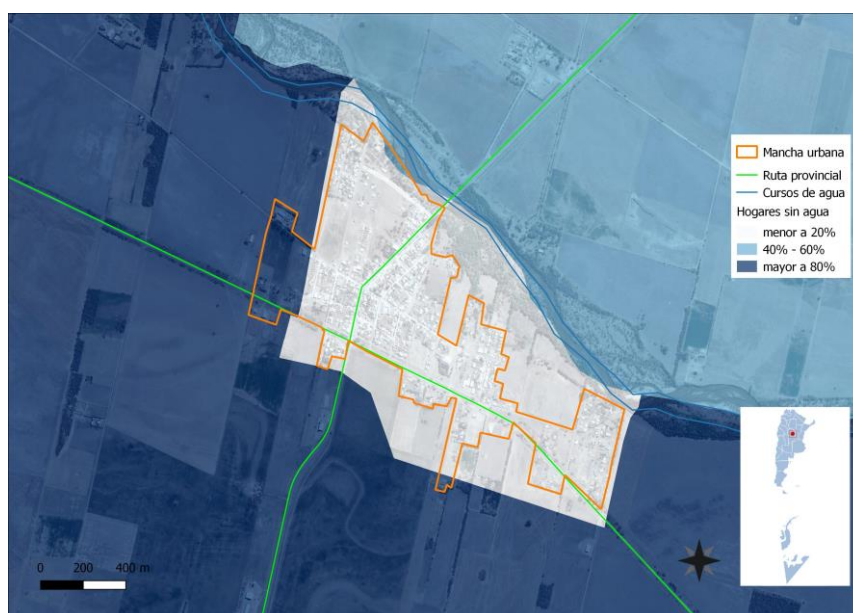 Mancha urbana
Ruta provincial
Cursos de agua
Hogares sin agua
menor a 20%
40% - 60%
mayor a 80%
0 200 400 m